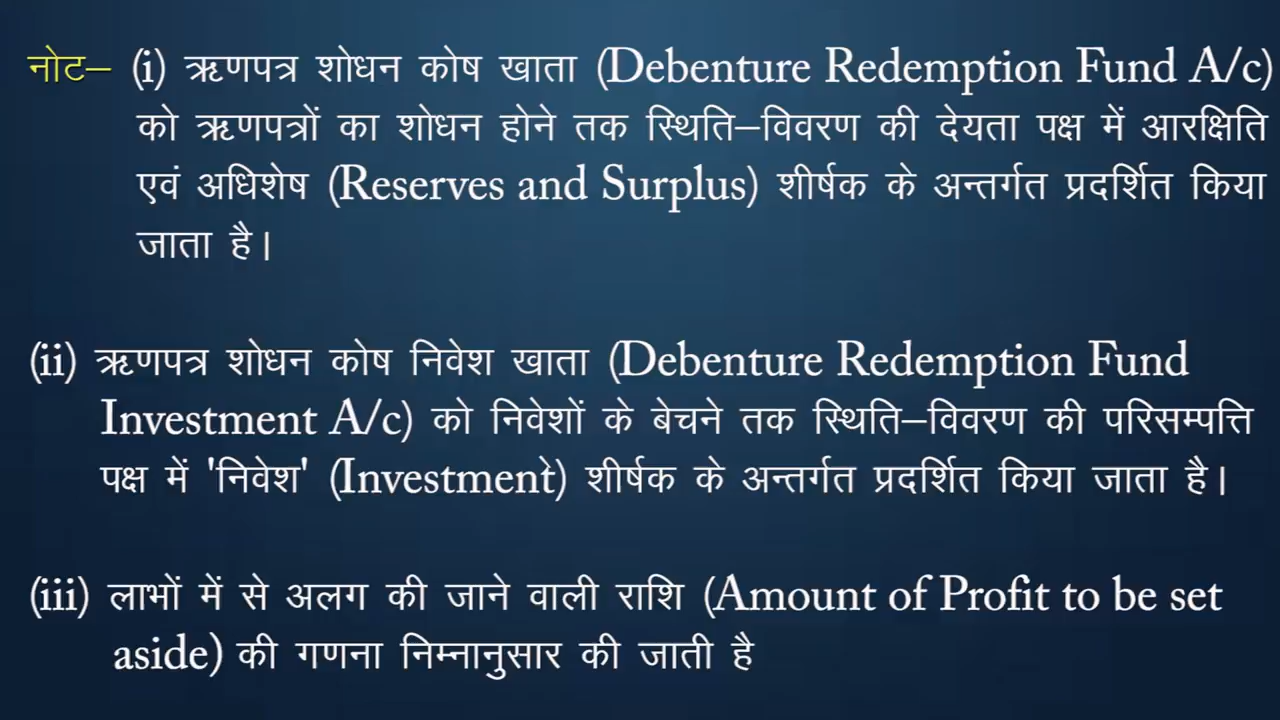 नोट– (i) ऋणपत्र शोधन कोष खाता (Debenture Redemption Fund A/c)
को ऋणपत्रों का शोधन होने तक स्थिति–विवरण की देयता पक्ष में आरक्षिति
एवं अधिशेष (Reserves and Surplus) शीर्षक के अन्तर्गत प्रदर्शित किया
जाता है।
(ii) ऋणपत्र शोधन कोष निवेश खाता (Debenture Redemption Fund
Investment A/c) को निवेशों के बेचने तक स्थिति–विवरण की परिसम्पत्ति
पक्ष में 'निवेश' (Investment) शीर्षक के अन्तर्गत प्रदर्शित किया जाता है।
(iii) लाभों में से अलग की जाने वाली राशि (Amount of Profit to be set
aside) की गणना निम्नानुसार की जाती है